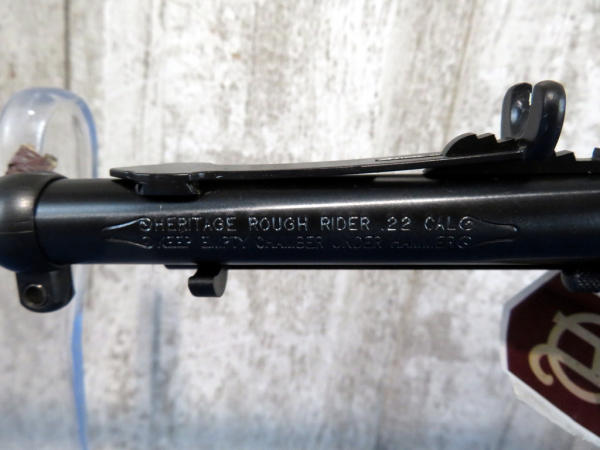 HERITAGE ROUGH RIDER .22 CAL
KEEP EMPTY CHAMBER UNDER HAMMER